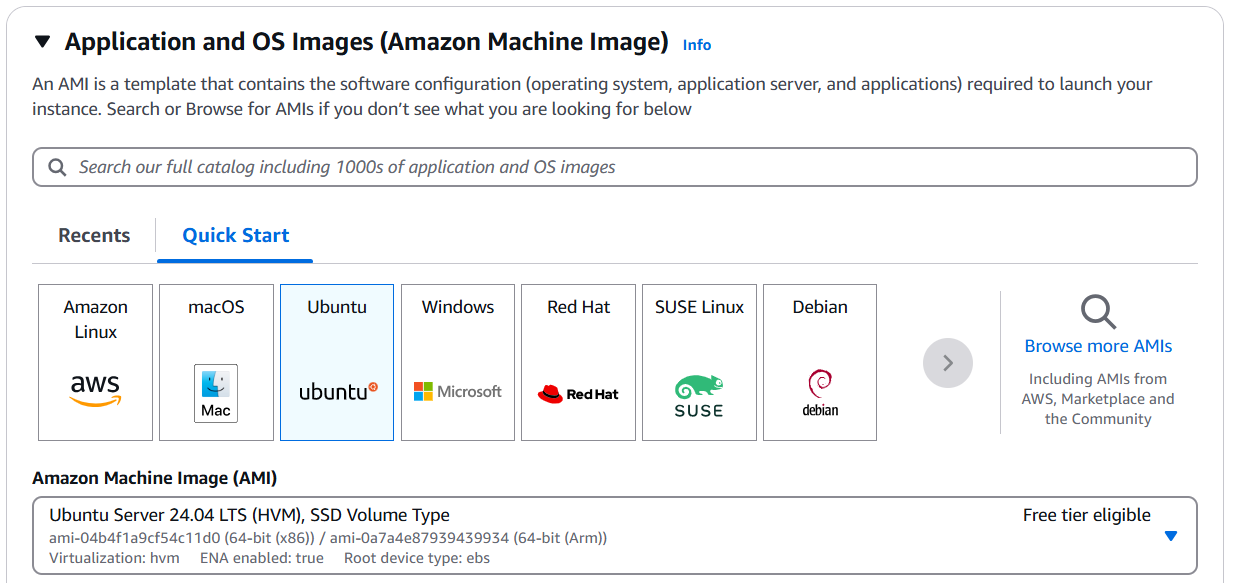 Application and OS Images (Amazon Machine Image) Info
An AMI is a template that contains the software configuration (operating system, application server, and applications) required to launch your
instance. Search or Browse for AMIs if you don’t see what you are looking for below
Search our full catalog including 1000s of application and OS images
Recents
Quick Start
Amazon
Linux
aws
macOS
Mac
Ubuntu
ubuntu
Windows
Microsoft
Red Hat
Red Hat
SUSE Linux
SUSE
Debian
debian
Browse more AMIs
Including AMIs from
AWS, Marketplace and
the Community
Amazon Machine Image (AMI)
Ubuntu Server 24.04 LTS (HVM), SSD Volume Type
Free tier eligible
ami-04b4f1a9cf54c11d0 (64-bit (x86)) / ami-0a7a4e87939439934 (64-bit (Arm))
Virtualization: hvm ENA enabled: true Root device type: ebs